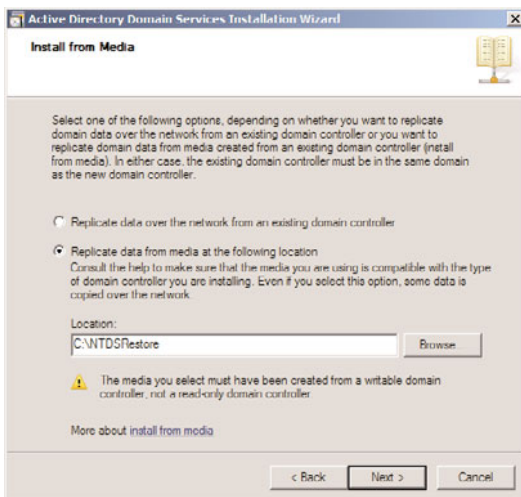 Active Directory Domain Services Installation Wizard
Install from Media
Select one of the following options, depending on whether you want to replicate
domain data over the network from an existing domain controller or you want to
replicate domain data from media created from an existing domain controller (install
from media). In either case, the existing domain controller must be in the same domain
as the new domain controller.
Replicate data over the network from an existing domain controller
Replicate data from media at the following location
Consult the help to make sure that the media you are using is compatible with the type
of domain controller you are installing. Even if you select this option, some data is
copied over the network.
Location:
C:\NTDSRestore
Browse...
The media you select must have been created from a writable domain
controller, not a read-only domain controller
More about install from media
< Back
Next >
Cancel